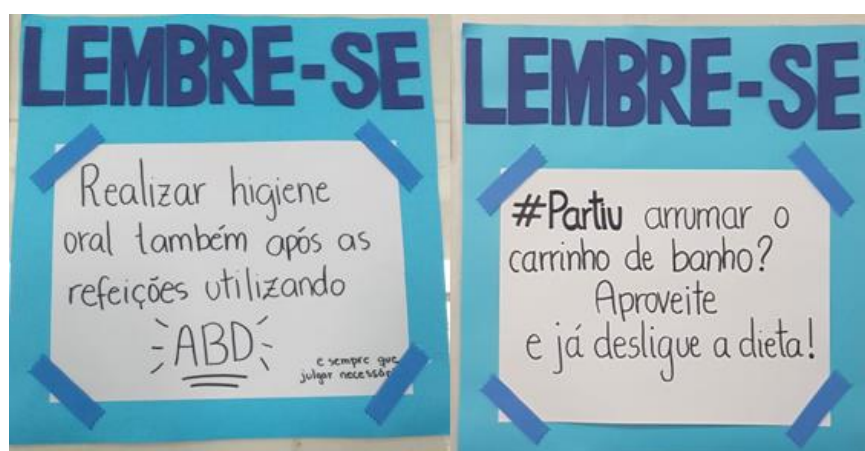 LEMBRE-SE
Realizar higiene
oral também após as
refeições utilizando
ABD
e sempre que
julgar necessário
LEMBRE-SE
#Partiu arrumar o
carrinho de banho?
Aproveite
e já desligue a dieta!